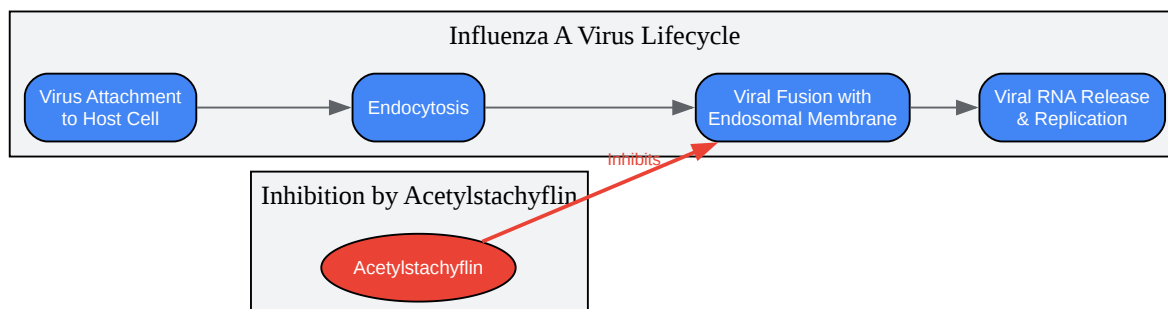 Influenza A Virus Lifecycle
Virus Attachment
to Host Cell
Endocytosis
Viral Fusion with
Endosomal Membrane
Viral RNA Release
& Replication
Inhibits
Inhibition by Acetylstachyflin
Acetylstachyflin